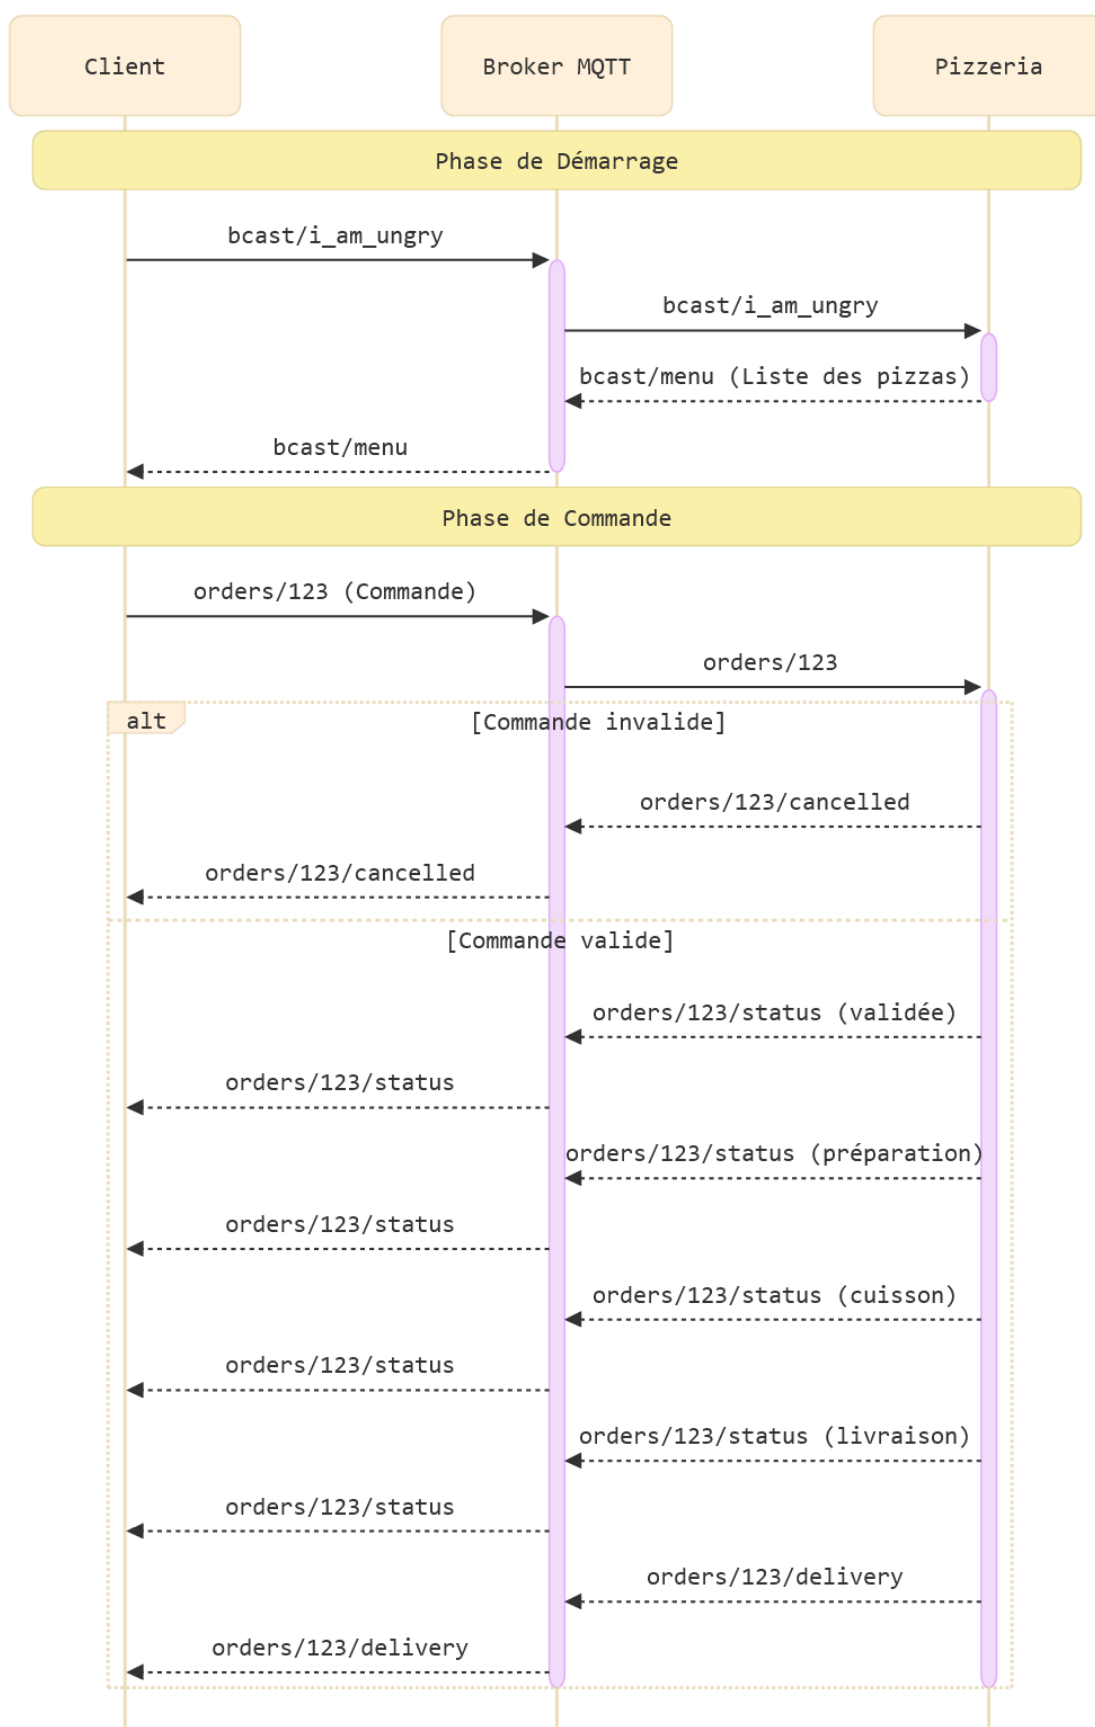 Client
Broker MQTT
Pizzeria
Phase de Démarrage
bcast/i_am_ungry
bcast/i_am_ungry
bcast/menu (Liste des pizzas)
bcast/menu
Phase de Commande
orders/123 (Commande)
orders/123
alt
[Commande invalide]
orders/123/cancelled
orders/123/cancelled
[Commande valide]
orders/123/status (validée)
orders/123/status
orders/123/status (préparation)
orders/123/status
orders/123/status (cuisson)
orders/123/status
orders/123/status (livraison)
orders/123/status
orders/123/delivery
orders/123/delivery